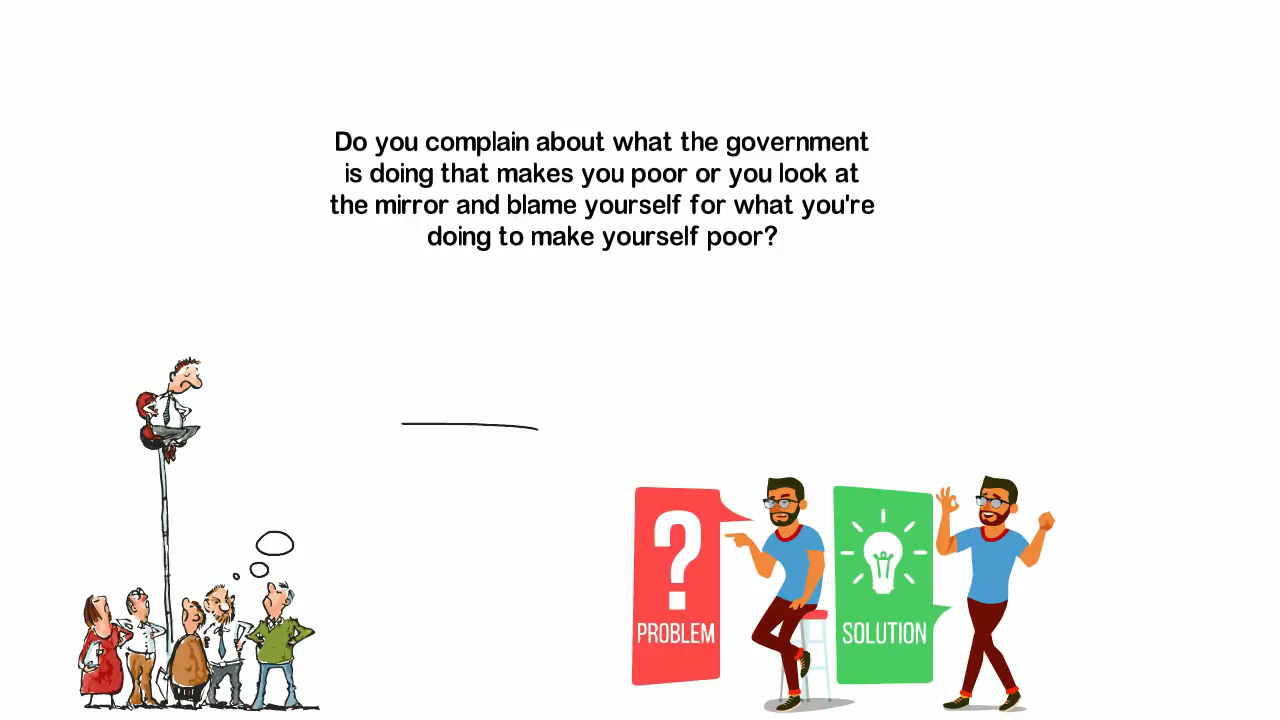 Do you complain about what the government
is doing that makes you poor or you look at
the mirror and blame yourself for what you're
doing to make yourself poor?
?
PROBLEM
SOLUTION